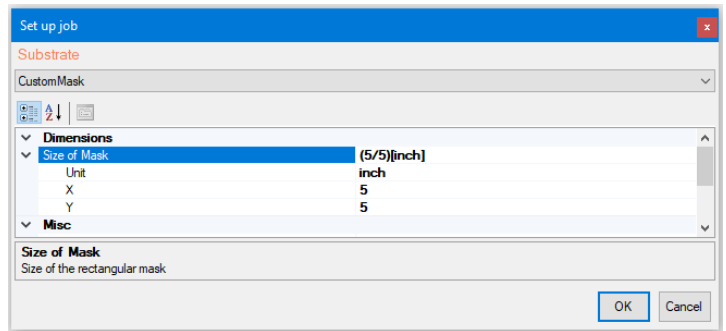 Set up job
x
Substrate
CustomMask
A
Z
Dimensions
Size of Mask (5/5)[inch]
Unit inch
X 5
Y 5
Misc
Size of Mask
Size of the rectangular mask
OK Cancel